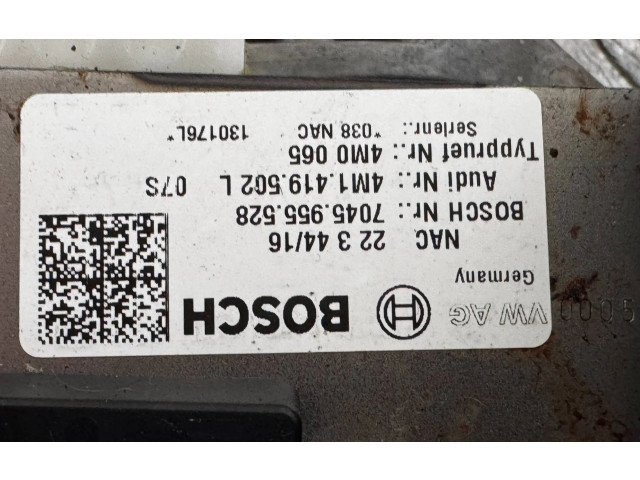 0005 VW AG BOSCH
Germany
NAC 22 3 44/16
BOSCH Nr.: 7045.955.528
Audi Nr.: 4M1.419.502 L 07S
Typpruef Nr.: 4M0 065
Serienr.: *038 NAC 130176L*